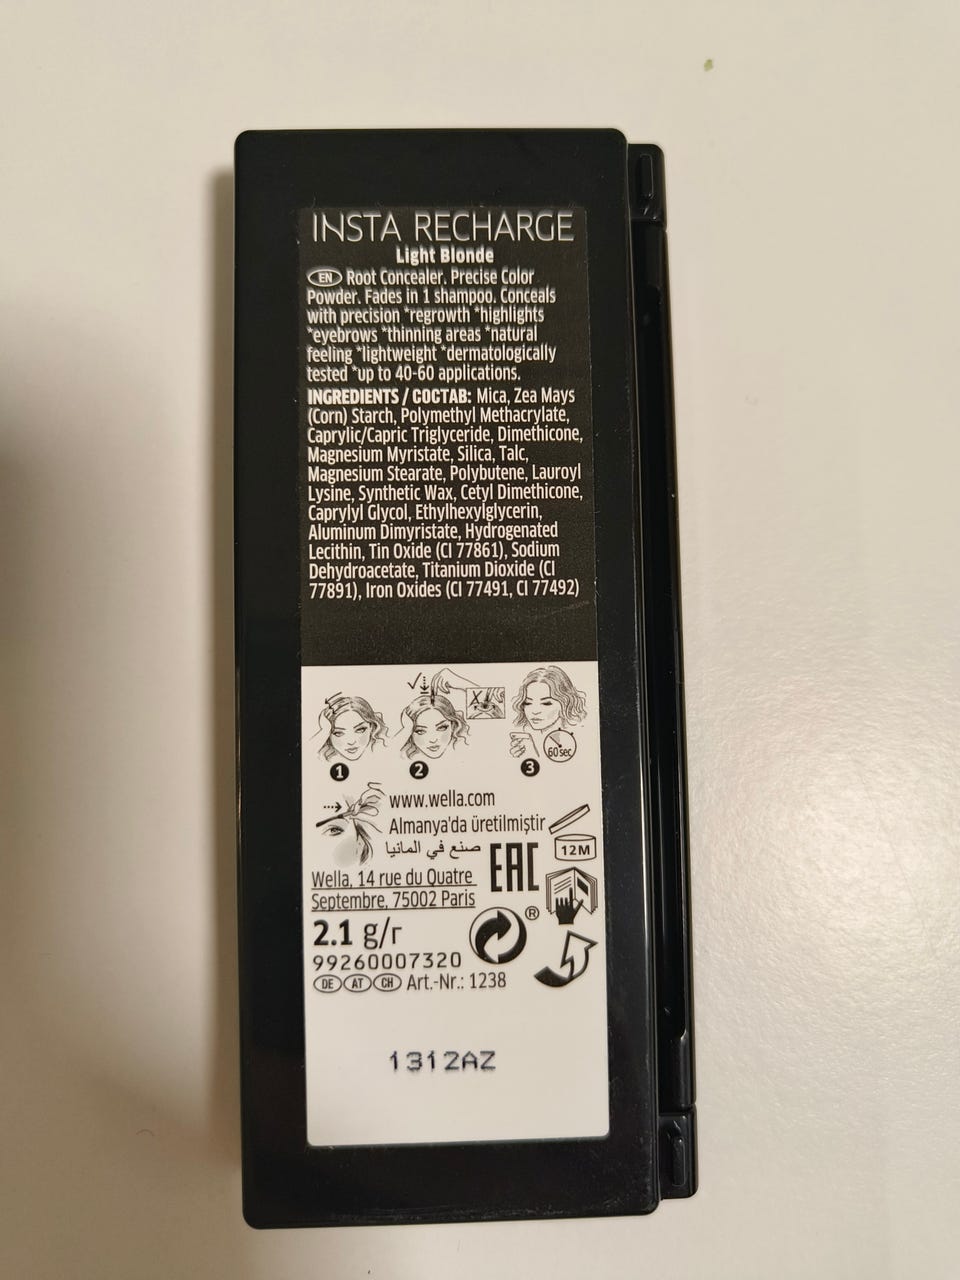 INSTA RECHARGE
Light Blonde
EN Root Concealer. Precise Color
Powder. Fades in 1 shampoo. Conceals
with precision *regrowth *highlights
*eyebrows *thinning areas *natural
feeling *lightweight *dermatologically
tested *up to 40-60 applications.
INGREDIENTS / СОСТАВ: Mica, Zea Mays
(Corn) Starch, Polymethyl Methacrylate,
Caprylic/Capric Triglyceride, Dimethicone,
Magnesium Myristate, Silica, Talc,
Magnesium Stearate, Polybutene, Lauroyl
Lysine, Synthetic Wax, Cetyl Dimethicone,
Caprylyl Glycol, Ethylhexylglycerin,
Aluminum Dimyristate, Hydrogenated
Lecithin, Tin Oxide (CI 77861), Sodium
Dehydroacetate, Titanium Dioxide (CI
77891), Iron Oxides (CI 77491, CI 77492)
60 sec
1 2 3
www.wella.com
Almanya'da üretilmiştir
صنع في المانيا
EAC
12M
Wella, 14 rue du Quatre
Septembre, 75002 Paris
®
2.1 g/г
99260007320
DE AT CH Art.-Nr.: 1238
1312AZ